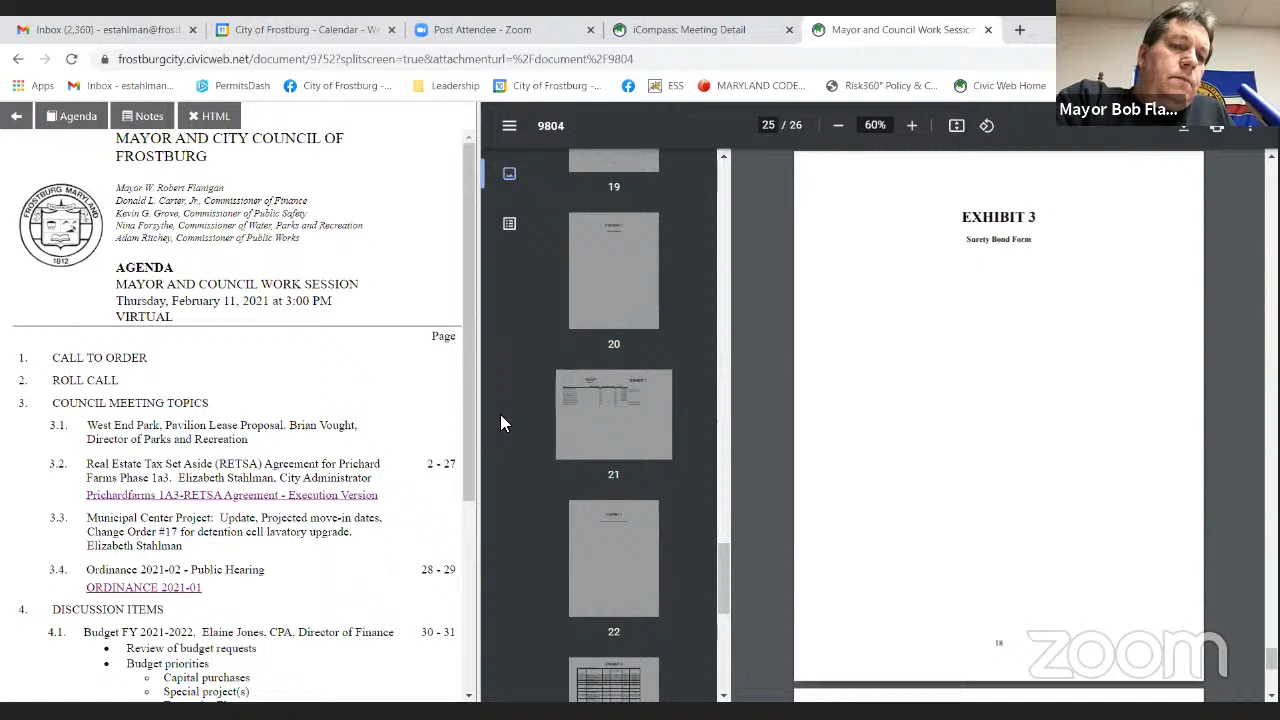 Inbox (2,360) - estahlman@frost
City of Frostburg - Calendar - We
Post Attendee - Zoom
iCompass: Meeting Detail
Mayor and Council Work Session
frostburgcity.civicweb.net/document/9752?splitscreen=true&attachmenturl=%2Fdocument%2F9804
Apps
Inbox - estahlman...
PermitsDash
City of Frostburg -...
Leadership
City of Frostburg -...
ESS
MARYLAND CODE...
Risk360° Policy & C...
Civic Web Home
Mayor Bob Fla...
Agenda
Notes
HTML
9804
25 / 26
60%
MAYOR AND CITY COUNCIL OF
FROSTBURG
FROSTBURG MARYLAND
1812
Mayor W. Robert Flanigan
Donald L. Carter, Jr., Commissioner of Finance
Kevin G. Grove, Commissioner of Public Safety
Nina Forsythe, Commissioner of Water, Parks and Recreation
Adam Ritchey, Commissioner of Public Works
AGENDA
MAYOR AND COUNCIL WORK SESSION
Thursday, February 11, 2021 at 3:00 PM
VIRTUAL
Page
1. CALL TO ORDER
2. ROLL CALL
3. COUNCIL MEETING TOPICS
3.1. West End Park, Pavilion Lease Proposal. Brian Vought,
Director of Parks and Recreation
3.2. Real Estate Tax Set Aside (RETSA) Agreement for Prichard 2 - 27
Farms Phase 1a3. Elizabeth Stahlman, City Administrator
Prichardfarms 1A3-RETSA Agreement - Execution Version
3.3. Municipal Center Project: Update, Projected move-in dates,
Change Order #17 for detention cell lavatory upgrade.
Elizabeth Stahlman
3.4. Ordinance 2021-02 - Public Hearing 28 - 29
ORDINANCE 2021-01
4. DISCUSSION ITEMS
4.1. Budget FY 2021-2022. Elaine Jones, CPA, Director of Finance 30 - 31
• Review of budget requests
• Budget priorities
○ Capital purchases
○ Special project(s)
19
20
21
22
EXHIBIT 3
Surety Bond Form
18
zoom